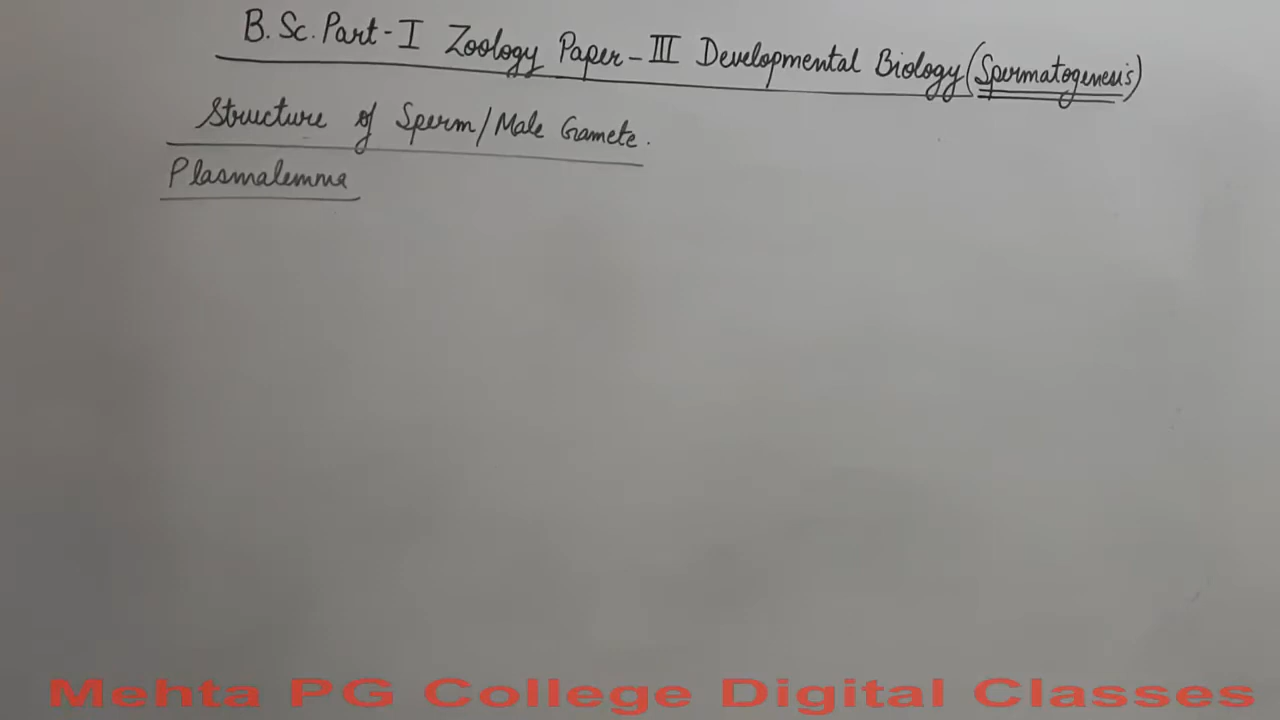 B.Sc. Part-I Zoology Paper-III Developmental Biology (Spermatogenesis)
Structure of Sperm/Male Gamete.
Plasmalemma
Mehta PG College Digital Classes